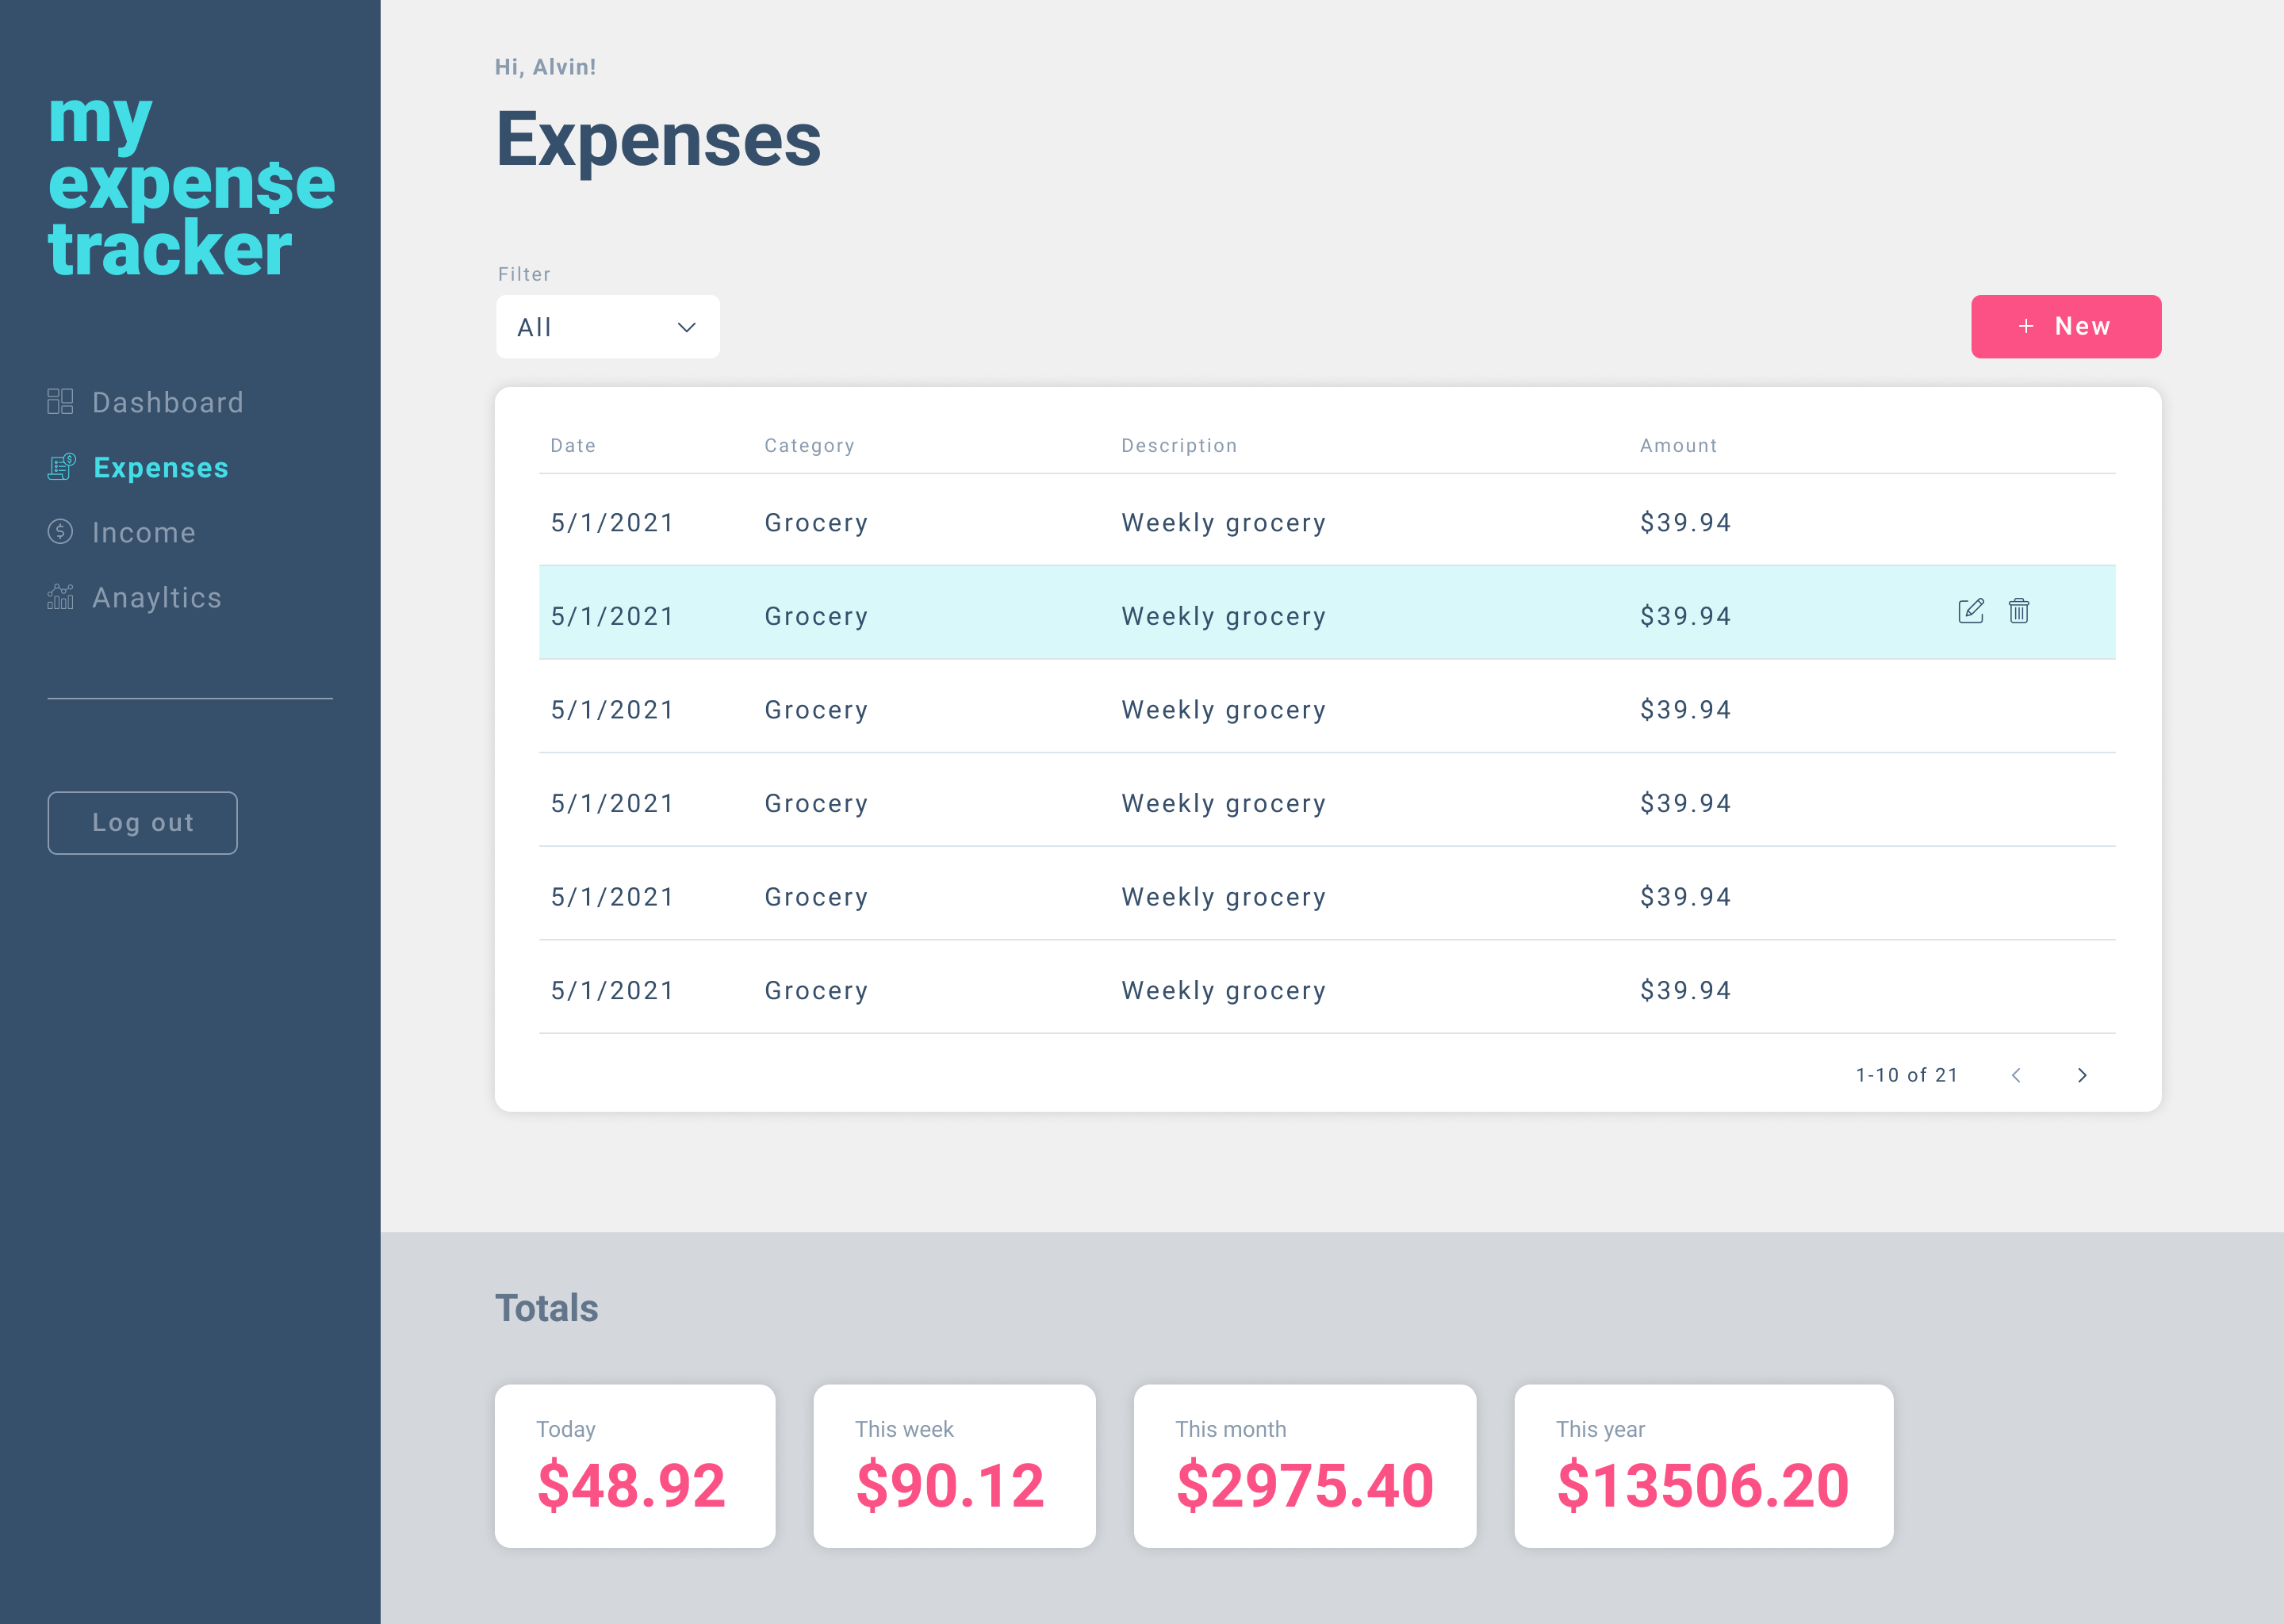 my
expen$e
tracker
Dashboard
Expenses
Income
Anayltics
Log out
Hi, Alvin!
Expenses
Filter
All
+ New
Date Category Description Amount
5/1/2021 Grocery Weekly grocery $39.94
5/1/2021 Grocery Weekly grocery $39.94
5/1/2021 Grocery Weekly grocery $39.94
5/1/2021 Grocery Weekly grocery $39.94
5/1/2021 Grocery Weekly grocery $39.94
5/1/2021 Grocery Weekly grocery $39.94
1-10 of 21
Totals
Today
$48.92
This week
$90.12
This month
$2975.40
This year
$13506.20